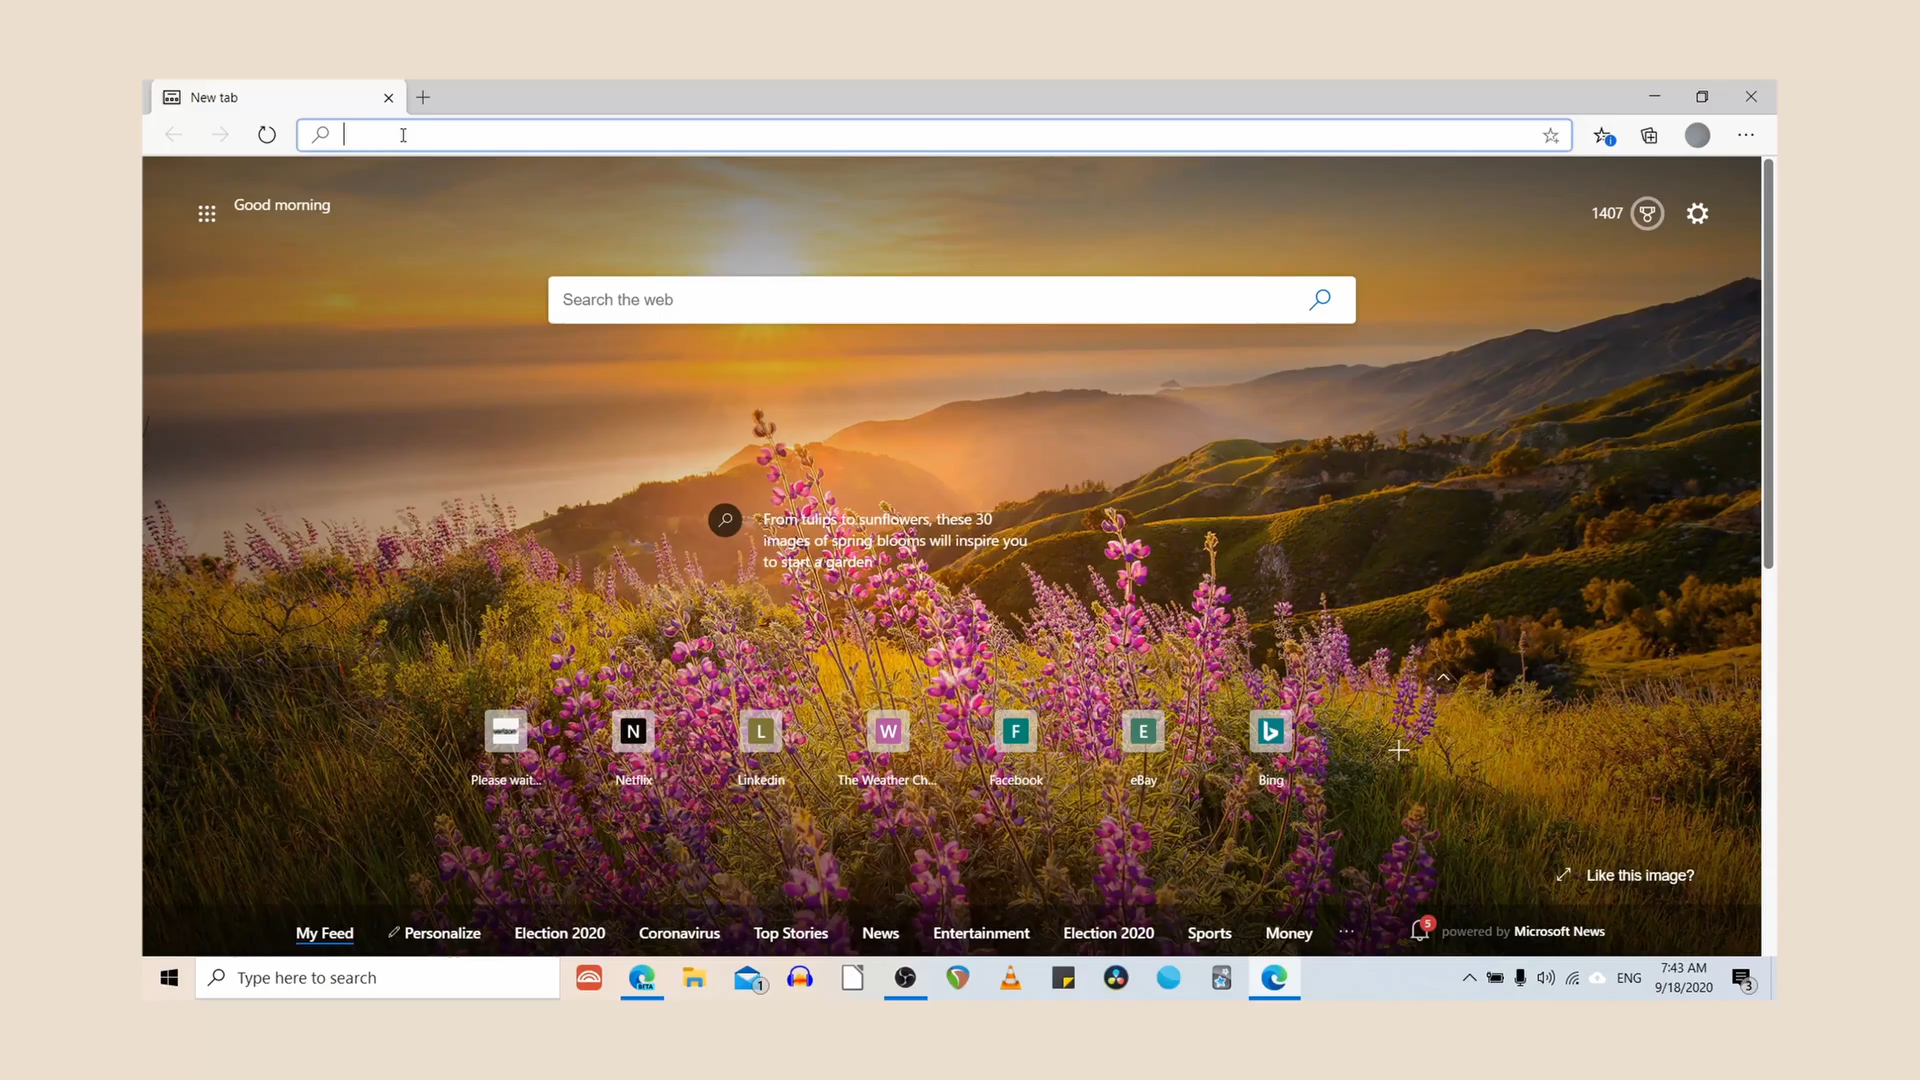 New tab
Good morning
1407
Search the web
From tulips to sunflowers, these 30
images of spring blooms will inspire you
to start a garden
verizon
N
L
W
F
E
Please wait...
Netflix
Linkedin
The Weather Ch...
Facebook
eBay
Bing
Like this image?
My Feed
Personalize
Election 2020
Coronavirus
Top Stories
News
Entertainment
Election 2020
Sports
Money
5
powered by Microsoft News
Type here to search
BETA
1
ENG
7:43 AM
9/18/2020
3